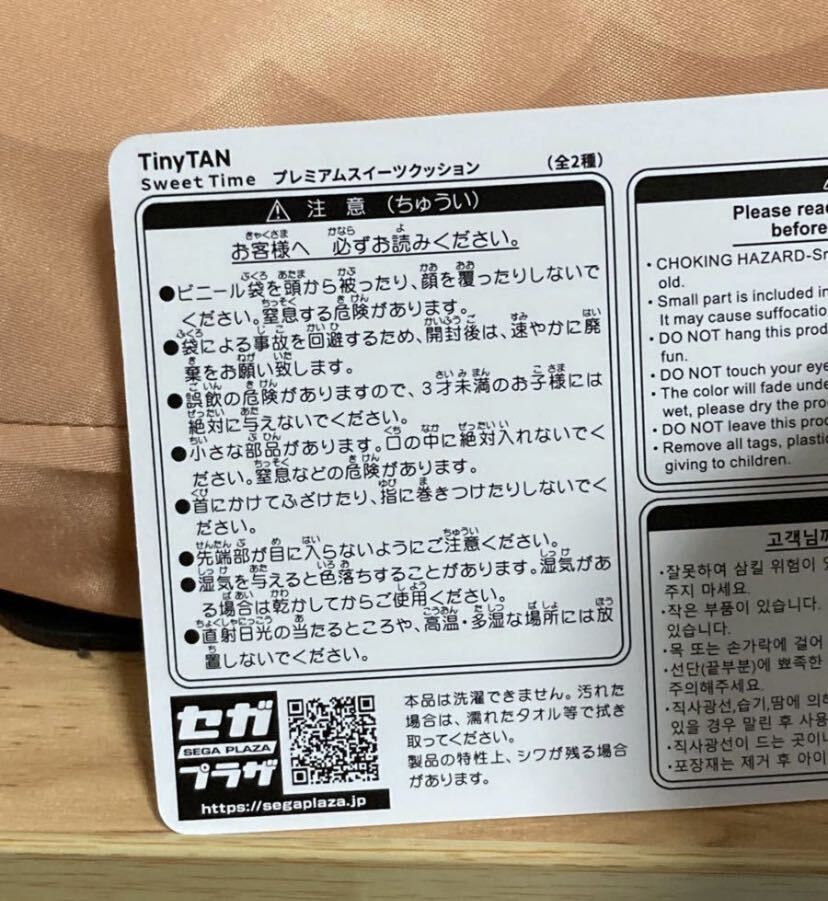 TinyTAN
Sweet Time プレミアムスイーツクッション (全2種)
⚠ 注意 (ちゅうい)
お客様へ 必ずお読みください。
●ビニール袋を頭から被ったり、顔を覆ったりしないで
ください。窒息する危険があります。
●袋による事故を回避するため、開封後は、速やかに廃
棄をお願い致します。
●誤飲の危険がありますので、3才未満のお子様には
絶対に与えないでください。
●小さな部品があります。口の中に絶対入れないでく
ださい。窒息などの危険があります。
●首にかけてふざけたり、指に巻きつけたりしないでく
ださい。
●先端部が目に入らないようにご注意ください。
●湿気を与えると色落ちすることがあります。湿気があ
る場合は乾かしてからご使用ください。
●直射日光の当たるところや、高温・多湿な場所には放
置しないでください。
セガ
SEGA PLAZA
プラザ
https://segaplaza.jp
本品は洗濯できません。汚れた
場合は、濡れたタオル等で拭き
取ってください。
製品の特性上、シワが残る場合
があります。
Please read
before
・CHOKING HAZARD-Sm
old.
・Small part is included in
It may cause suffocatio
・DO NOT hang this prod
fun.
・DO NOT touch your eye
・The color will fade unde
wet, please dry the pro
・DO NOT leave this prod
・Remove all tags, plastic
giving to children.
고객님께
・잘못하여 삼킬 위험이 있
주지 마세요.
・작은 부품이 있습니다.
있습니다.
・목 또는 손가락에 걸어
・선단(끝부분)에 뾰족한
주의해주세요.
・직사광선,습기,땀에 의해
있을 경우 말린 후 사용
・직사광선이 드는 곳이나
・포장재는 제거 후 아이